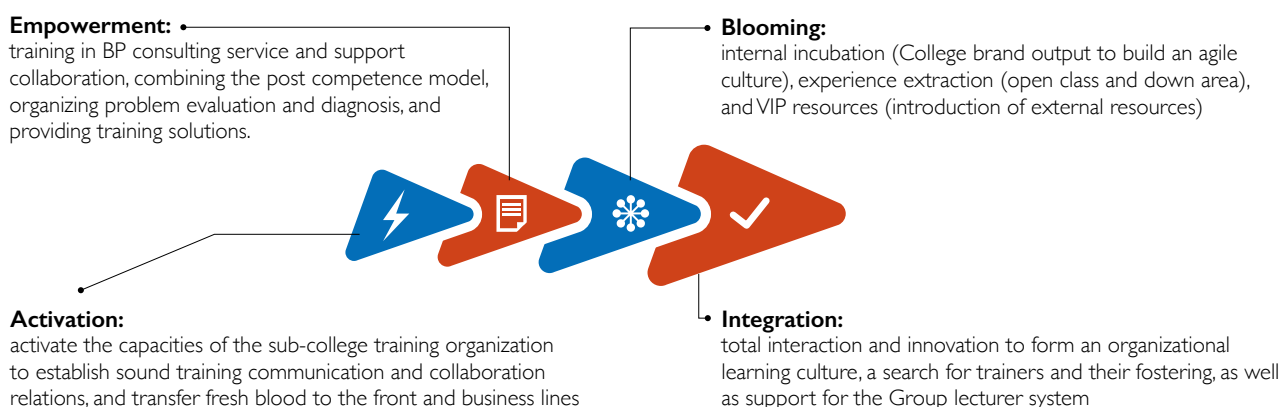 Empowerment:
training in BP consulting service and support
collaboration, combining the post competence model,
organizing problem evaluation and diagnosis, and
providing training solutions.
Blooming:
internal incubation (College brand output to build an agile
culture), experience extraction (open class and down area),
and VIP resources (introduction of external resources)
Activation:
activate the capacities of the sub-college training organization
to establish sound training communication and collaboration
relations, and transfer fresh blood to the front and business lines
Integration:
total interaction and innovation to form an organizational
learning culture, a search for trainers and their fostering, as well
as support for the Group lecturer system